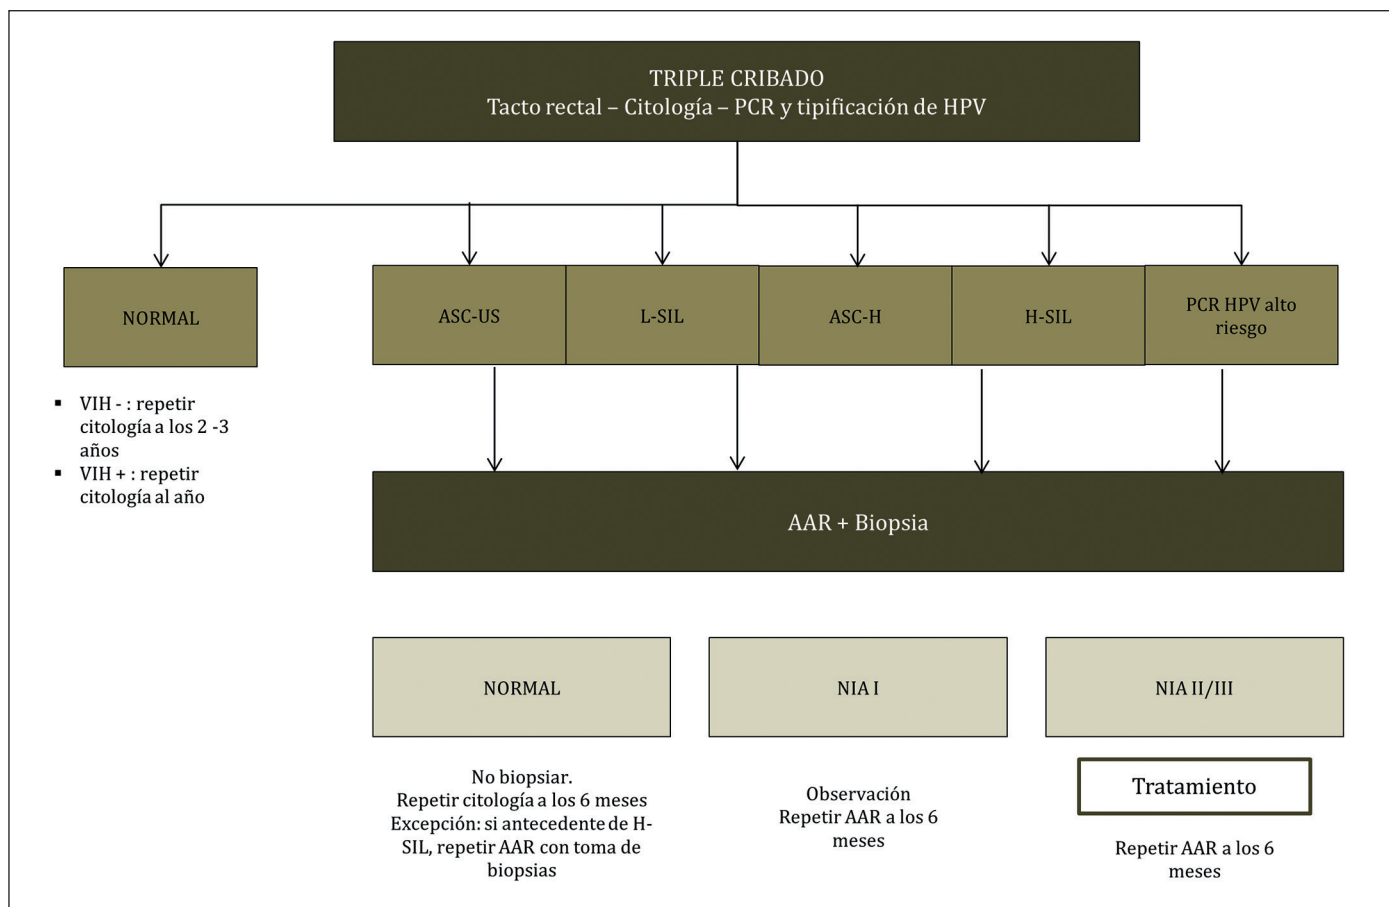 TRIPLE CRIBADO
Tacto rectal – Citología – PCR y tipificación de HPV
NORMAL
ASC-US
L-SIL
ASC-H
H-SIL
PCR HPV alto
riesgo
▪ VIH - : repetir
citología a los 2 -3
años
▪ VIH + : repetir
citología al año
AAR + Biopsia
NORMAL
NIA I
NIA II/III
No biopsiar.
Repetir citología a los 6 meses
Excepción: si antecedente de H-
SIL, repetir AAR con toma de
biopsias
Observación
Repetir AAR a los 6
meses
Tratamiento
Repetir AAR a los 6
meses